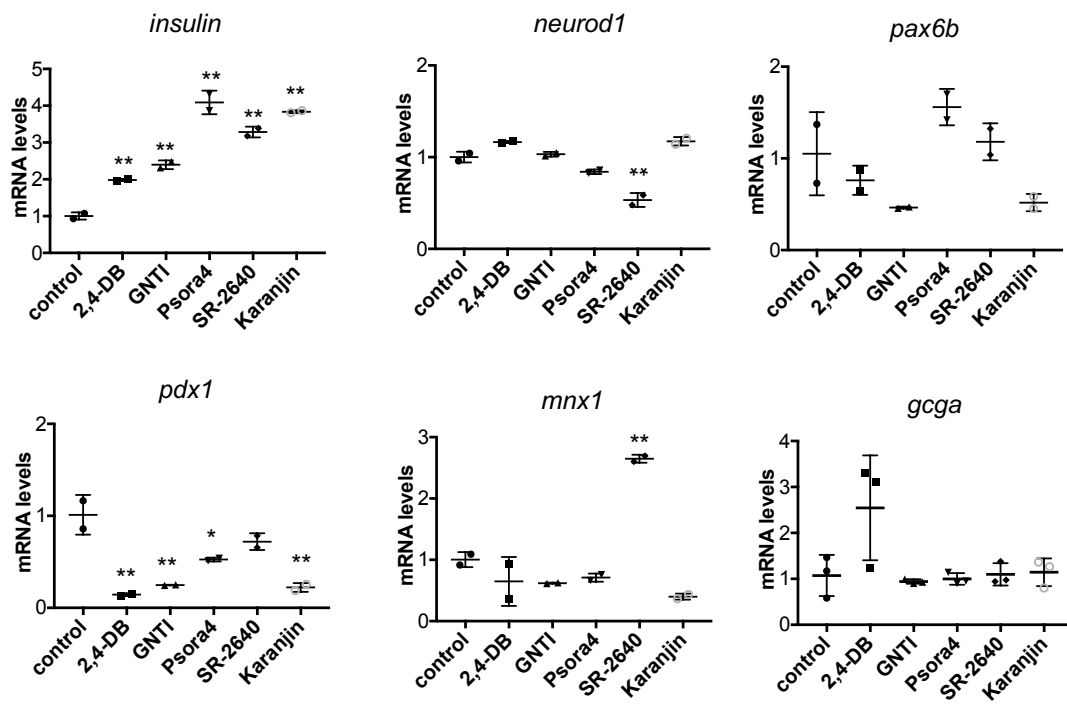 insulin
neurod1
pax6b
mRNA levels
5
4
3
2
1
0
**
**
**
**
**
control
2,4-DB
GNTI
Psora4
SR-2640
Karanjin
mRNA levels
2
1
0
**
control
2,4-DB
GNTI
Psora4
SR-2640
Karanjin
mRNA levels
2
1
0
control
2,4-DB
GNTI
Psora4
SR-2640
Karanjin
pdx1
mnx1
gcga
mRNA levels
2
1
0
**
**
*
**
control
2,4-DB
GNTI
Psora4
SR-2640
Karanjin
mRNA levels
3
2
1
0
**
control
2,4-DB
GNTI
Psora4
SR-2640
Karanjin
mRNA levels
4
3
2
1
0
control
2,4-DB
GNTI
Psora4
SR-2640
Karanjin